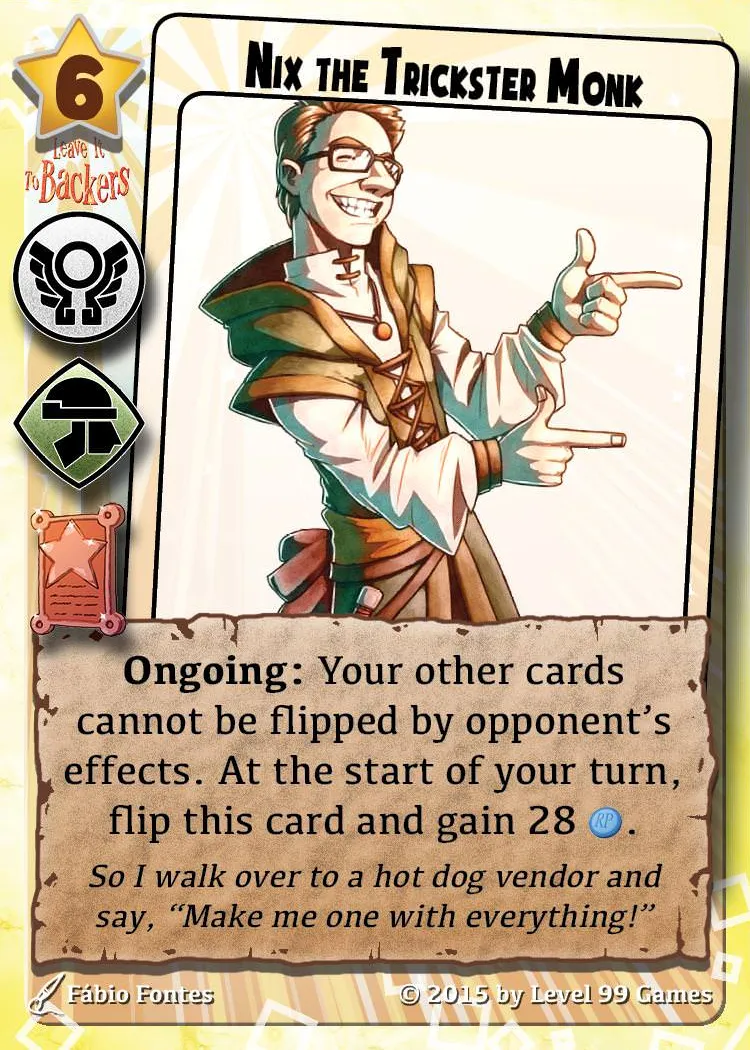 6
NIX THE TRICKSTER MONK
Leave It
To Backers
Ongoing: Your other cards
cannot be flipped by opponent's
effects. At the start of your turn,
flip this card and gain 28 RP.
So I walk over to a hot dog vendor and
say, “Make me one with everything!”
Fábio Fontes
© 2015 by Level 99 Games